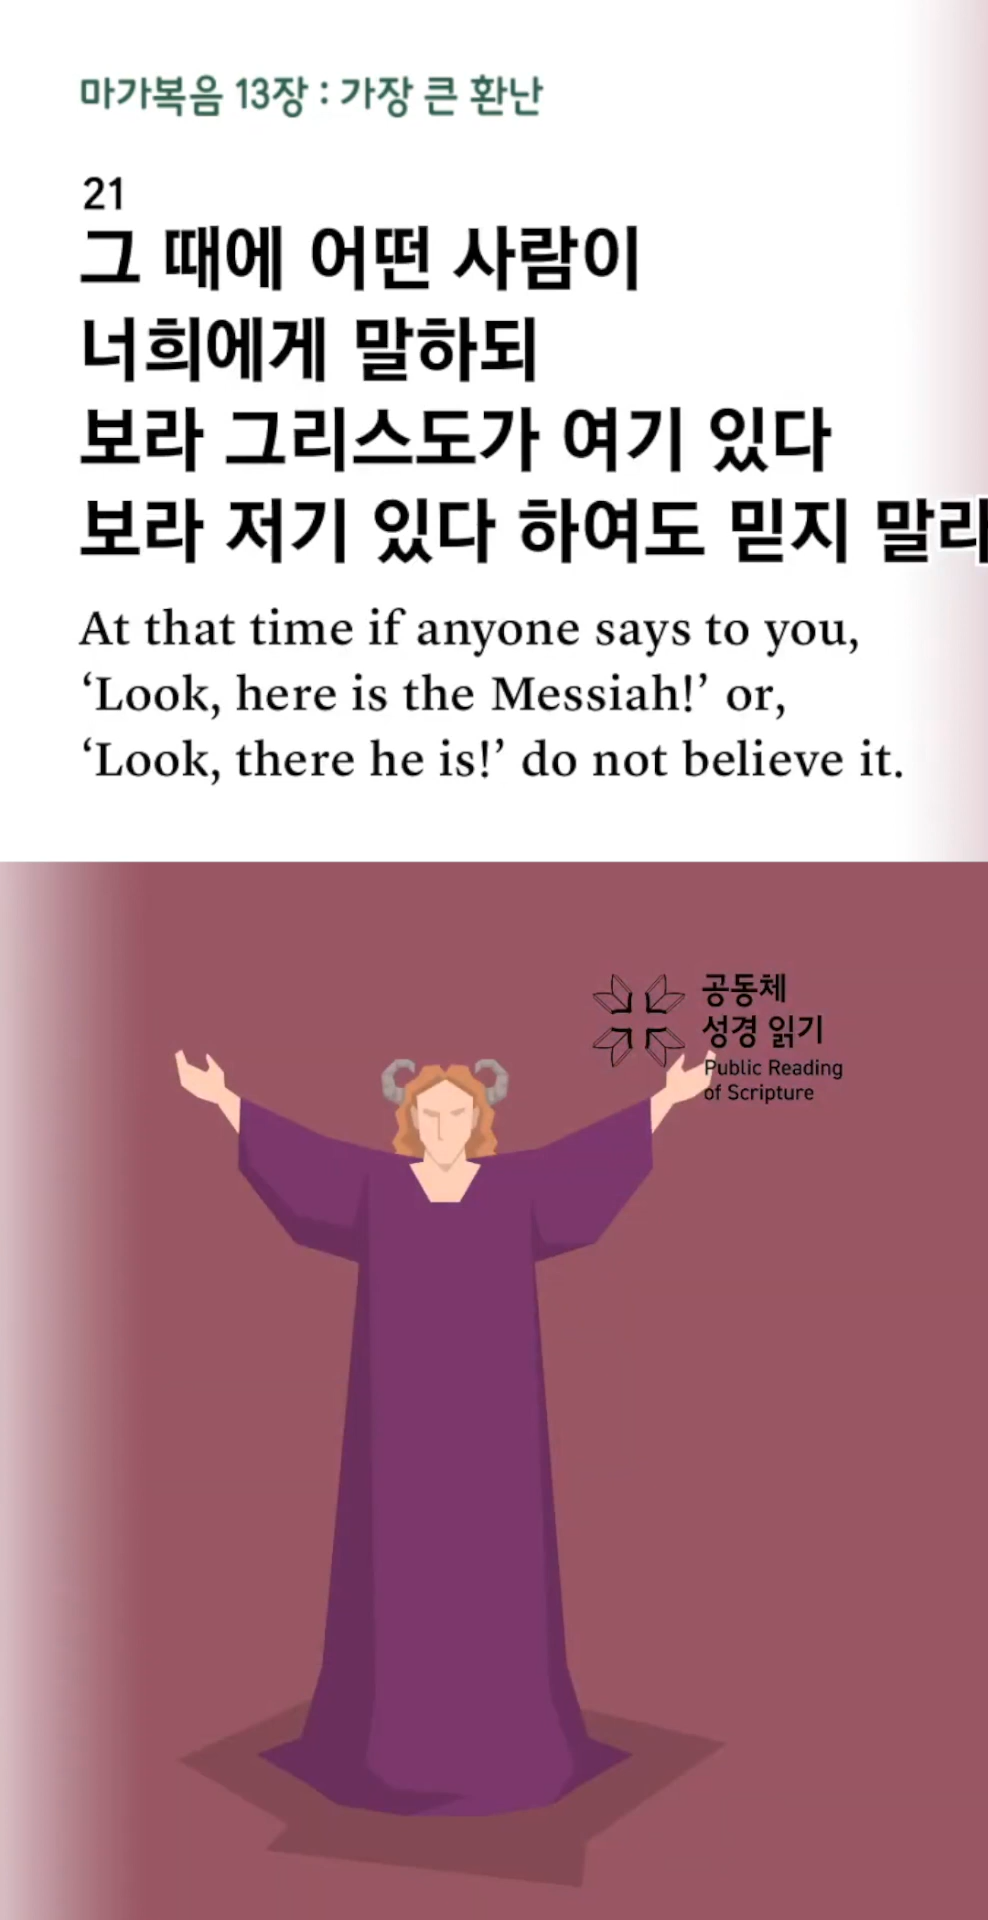 마가복음 13장 : 가장 큰 환난
21
그 때에 어떤 사람이
너희에게 말하되
보라 그리스도가 여기 있다
보라 저기 있다 하여도 믿지 말라
At that time if anyone says to you,
‘Look, here is the Messiah!’ or,
‘Look, there he is!’ do not believe it.
공동체
성경 읽기
Public Reading
of Scripture